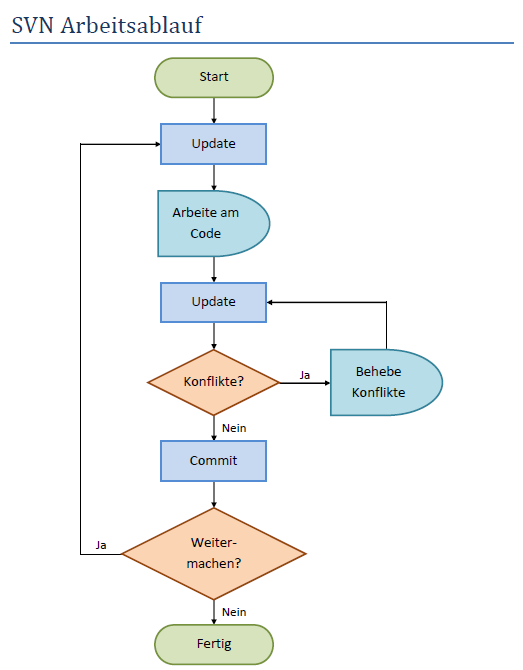 SVN Arbeitsablauf
Start
Update
Arbeite am
Code
Update
Konflikte?
Ja
Behebe
Konflikte
Nein
Commit
Weiter-
machen?
Ja
Nein
Fertig